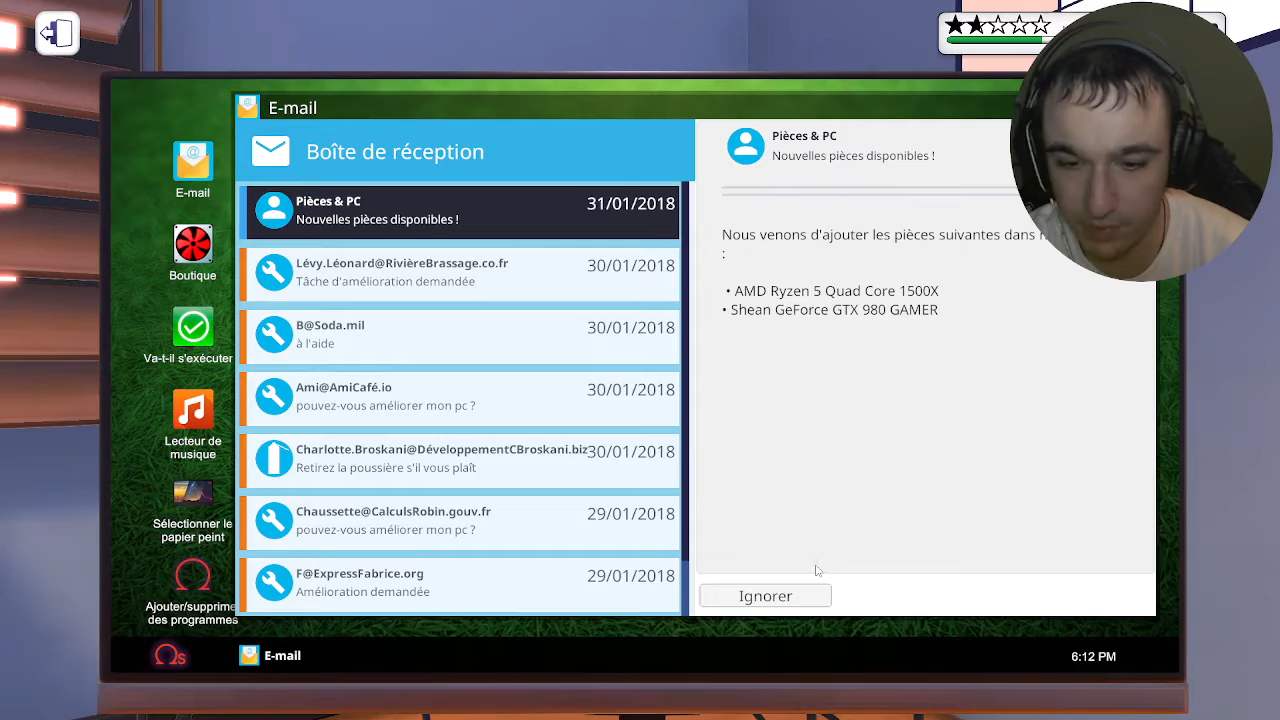 E-mail
Boîte de réception
Pièces & PC
31/01/2018
Nouvelles pièces disponibles !
Lévy.Léonard@RivièreBrassage.co.fr
30/01/2018
Tâche d'amélioration demandée
B@Soda.mil
30/01/2018
à l'aide
Ami@AmiCafé.io
30/01/2018
pouvez-vous améliorer mon pc ?
Charlotte.Broskani@DéveloppementCBroskani.biz
30/01/2018
Retirez la poussière s'il vous plaît
Chaussette@CalculsRobin.gouv.fr
29/01/2018
pouvez-vous améliorer mon pc ?
F@ExpressFabrice.org
29/01/2018
Amélioration demandée
Pièces & PC
Nouvelles pièces disponibles !
Nous venons d'ajouter les pièces suivantes dans
:
• AMD Ryzen 5 Quad Core 1500X
• Shean GeForce GTX 980 GAMER
Ignorer
E-mail
Boutique
Va-t-il s'exécuter
Lecteur de
musique
Sélectionner le
papier peint
Ajouter/supprime
des programmes
Ωs
E-mail
6:12 PM